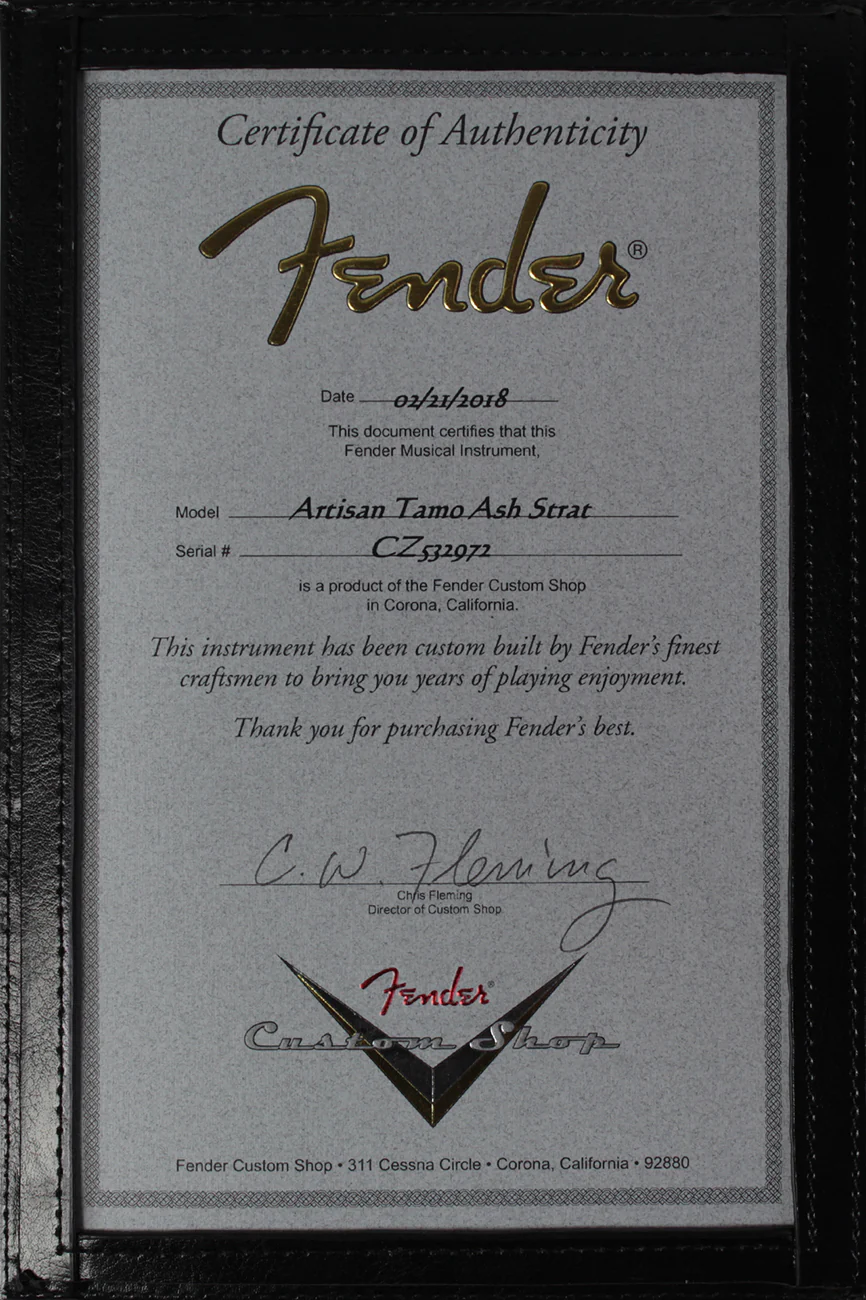 Certificate of Authenticity
Fender®
Date 02/21/2018
This document certifies that this
Fender Musical Instrument,
Model Artisan Tamo Ash Strat
Serial # CZ532972
is a product of the Fender Custom Shop
in Corona, California.
This instrument has been custom built by Fender's finest
craftsmen to bring you years of playing enjoyment.
Thank you for purchasing Fender's best.
C. W. Fleming
Chris Fleming
Director of Custom Shop
Fender®
Custom Shop
Fender Custom Shop • 311 Cessna Circle • Corona, California • 92880